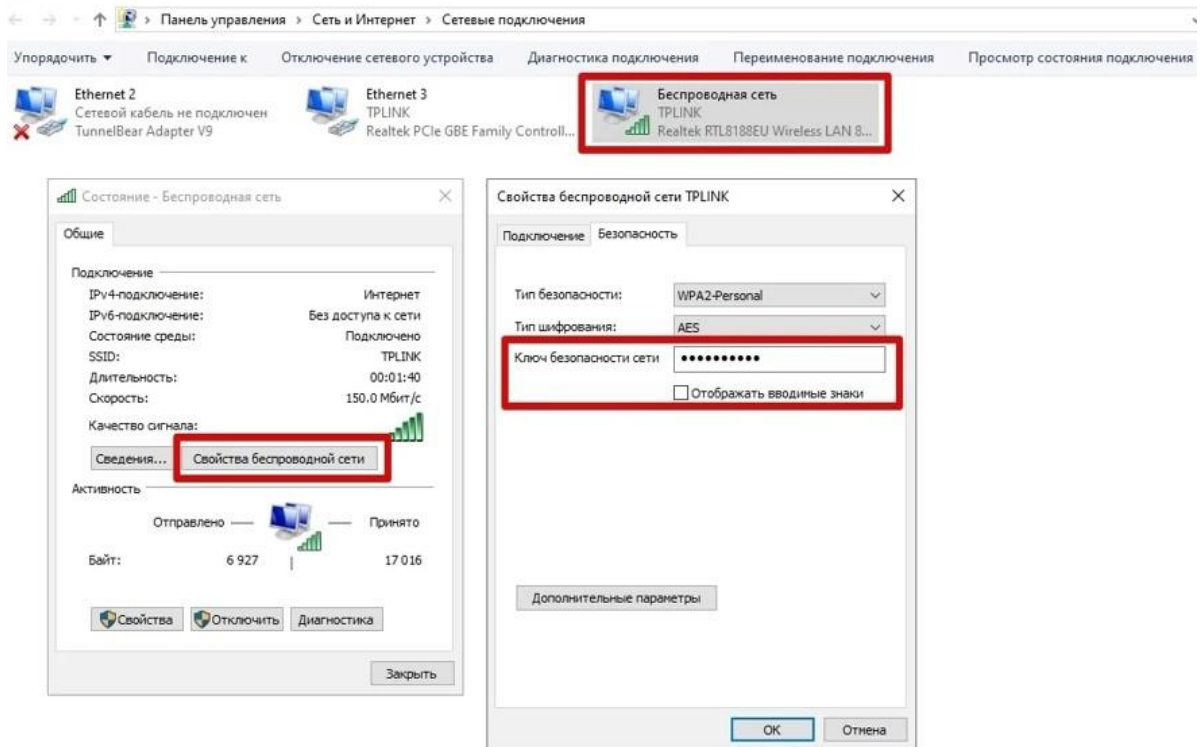 Панель управления › Сеть и Интернет › Сетевые подключения
Упорядочить Подключение к Отключение сетевого устройства Диагностика подключения Переименование подключения Просмотр состояния подключения
Ethernet 2
Сетевой кабель не подключен
TunnelBear Adapter V9
Ethernet 3
TPLINK
Realtek PCIe GBE Family Controll...
Беспроводная сеть
TPLINK
Realtek RTL8188EU Wireless LAN 8...
Состояние - Беспроводная сеть
Общие
Подключение
IPv4-подключение: Интернет
IPv6-подключение: Без доступа к сети
Состояние среды: Подключено
SSID: TPLINK
Длительность: 00:01:40
Скорость: 150.0 Мбит/с
Качество сигнала:
Сведения... Свойства беспроводной сети
Активность
Отправлено Принято
Байт: 6 927 17 016
Свойства Отключить Диагностика
Закрыть
Свойства беспроводной сети TPLINK
Подключение Безопасность
Тип безопасности: WPA2-Personal
Тип шифрования: AES
Ключ безопасности сети ••••••••••
Отображать вводимые знаки
Дополнительные параметры
OK Отмена